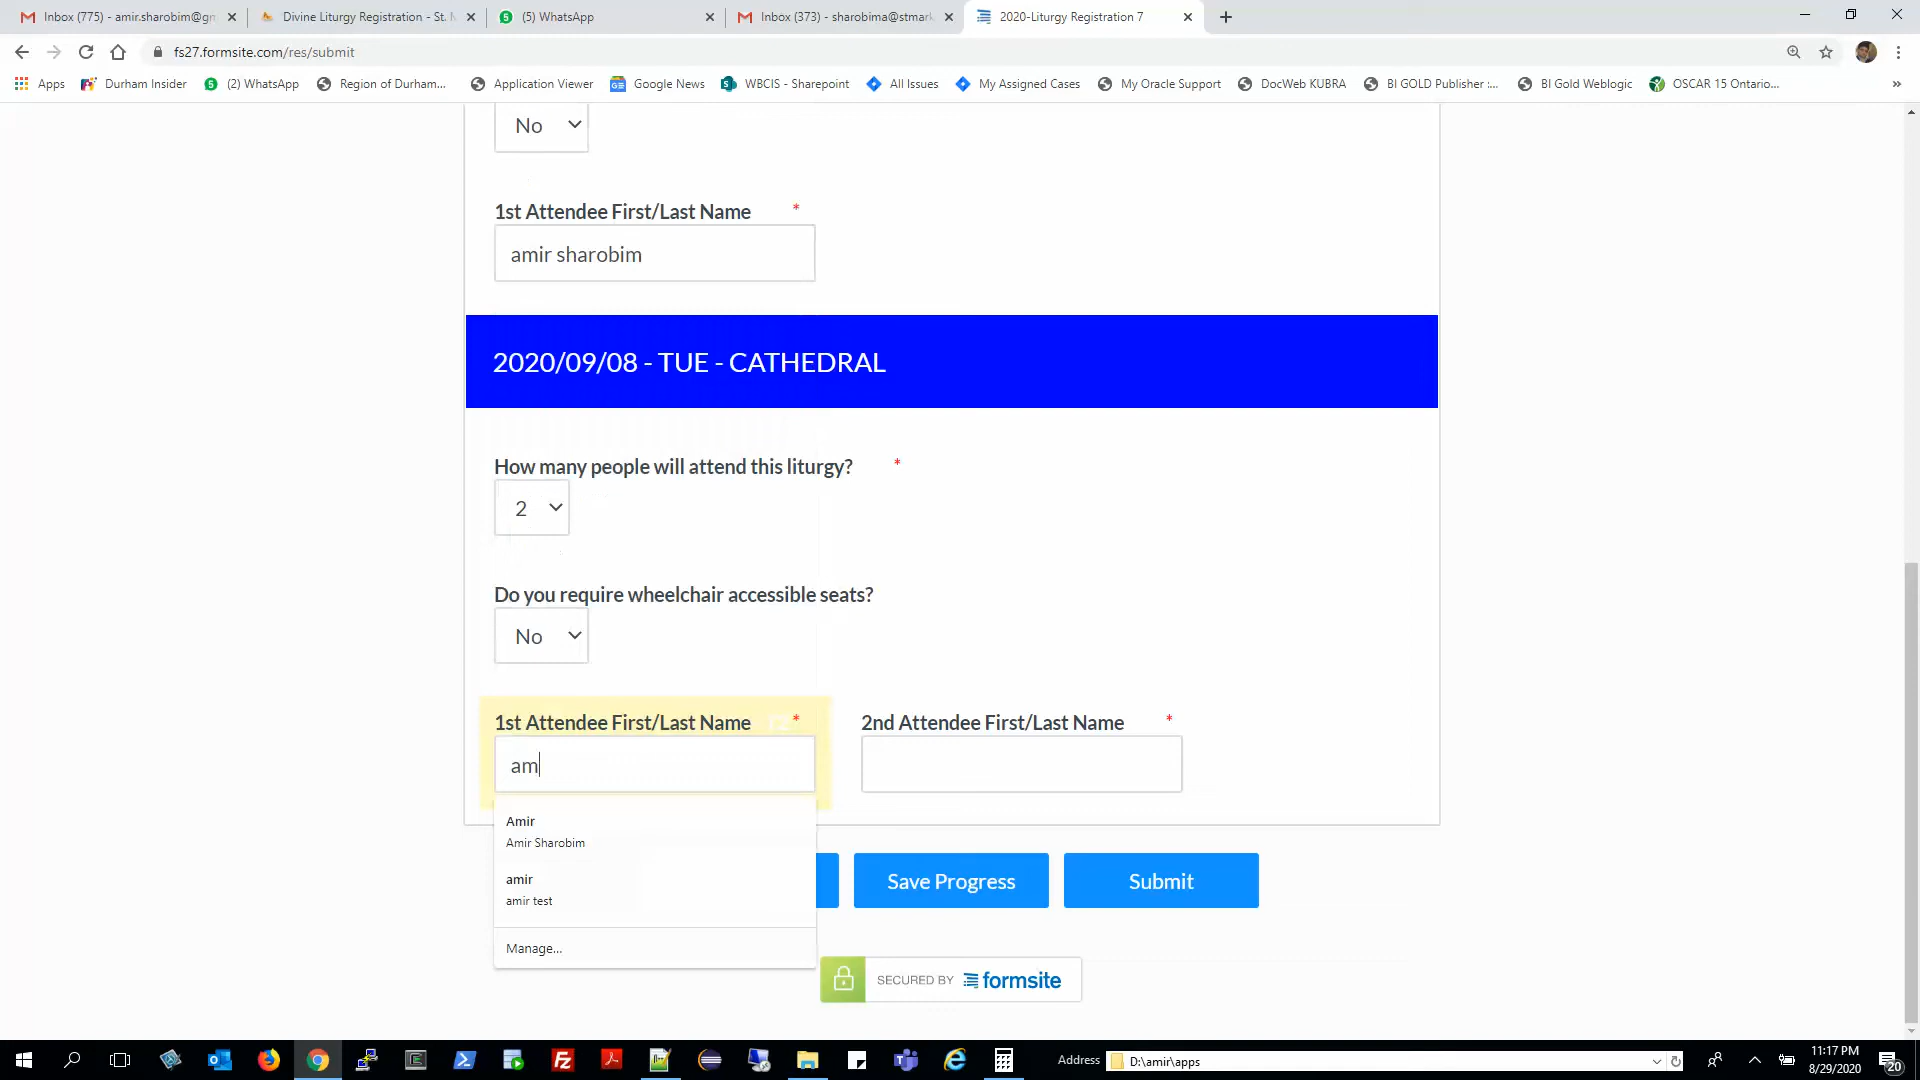 Inbox (775) - amir.sharobim@gm
Divine Liturgy Registration - St. M
(5) WhatsApp
Inbox (373) - sharobima@stmark
2020-Liturgy Registration 7
fs27.formsite.com/res/submit
Apps
Durham Insider
(2) WhatsApp
Region of Durham...
Application Viewer
Google News
WBCIS - Sharepoint
All Issues
My Assigned Cases
My Oracle Support
DocWeb KUBRA
BI GOLD Publisher :...
BI Gold Weblogic
OSCAR 15 Ontario...
»
No
1st Attendee First/Last Name *
amir sharobim
2020/09/08 - TUE - CATHEDRAL
How many people will attend this liturgy? *
2
Do you require wheelchair accessible seats?
No
1st Attendee First/Last Name *
2nd Attendee First/Last Name *
am
Amir
Amir Sharobim
amir
amir test
Manage...
Save Progress
Submit
SECURED BY formsite
Address
D:\amir\apps
11:17 PM
8/29/2020
20